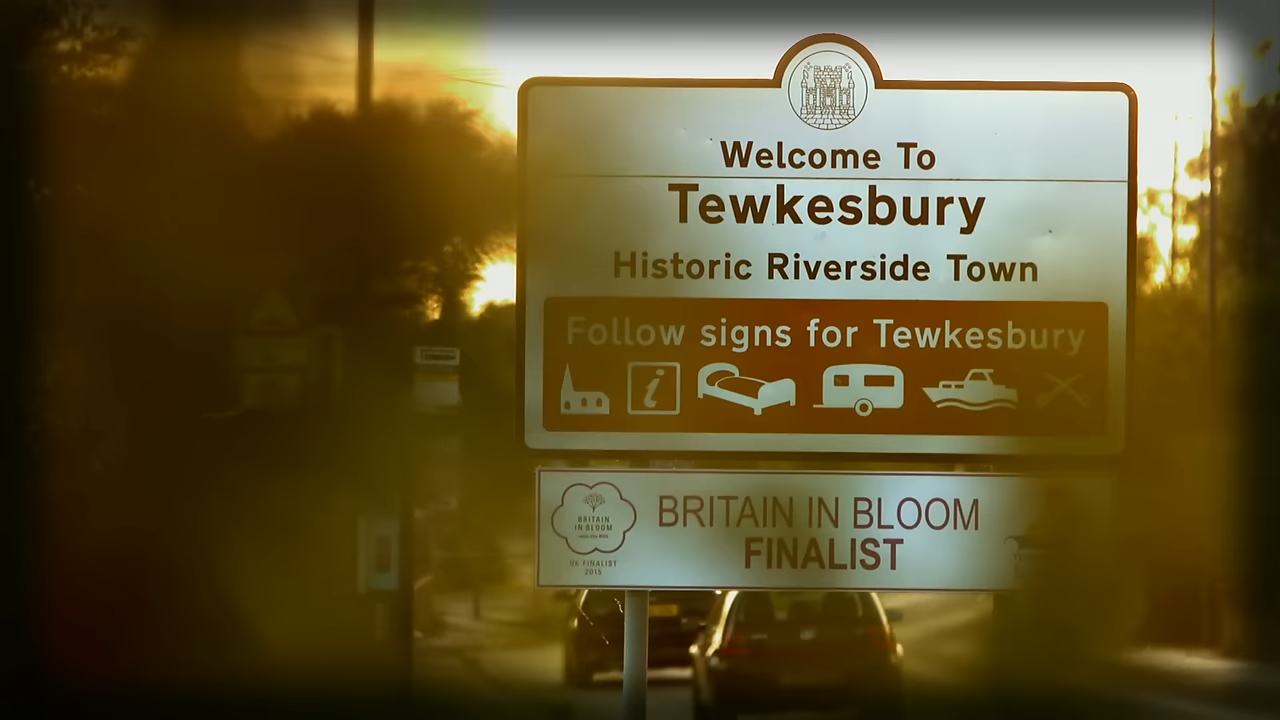 Welcome To
Tewkesbury
Historic Riverside Town
Follow signs for Tewkesbury
i
BRITAIN IN BLOOM
FINALIST
BRITAIN
IN BLOOM
UK FINALIST
2015